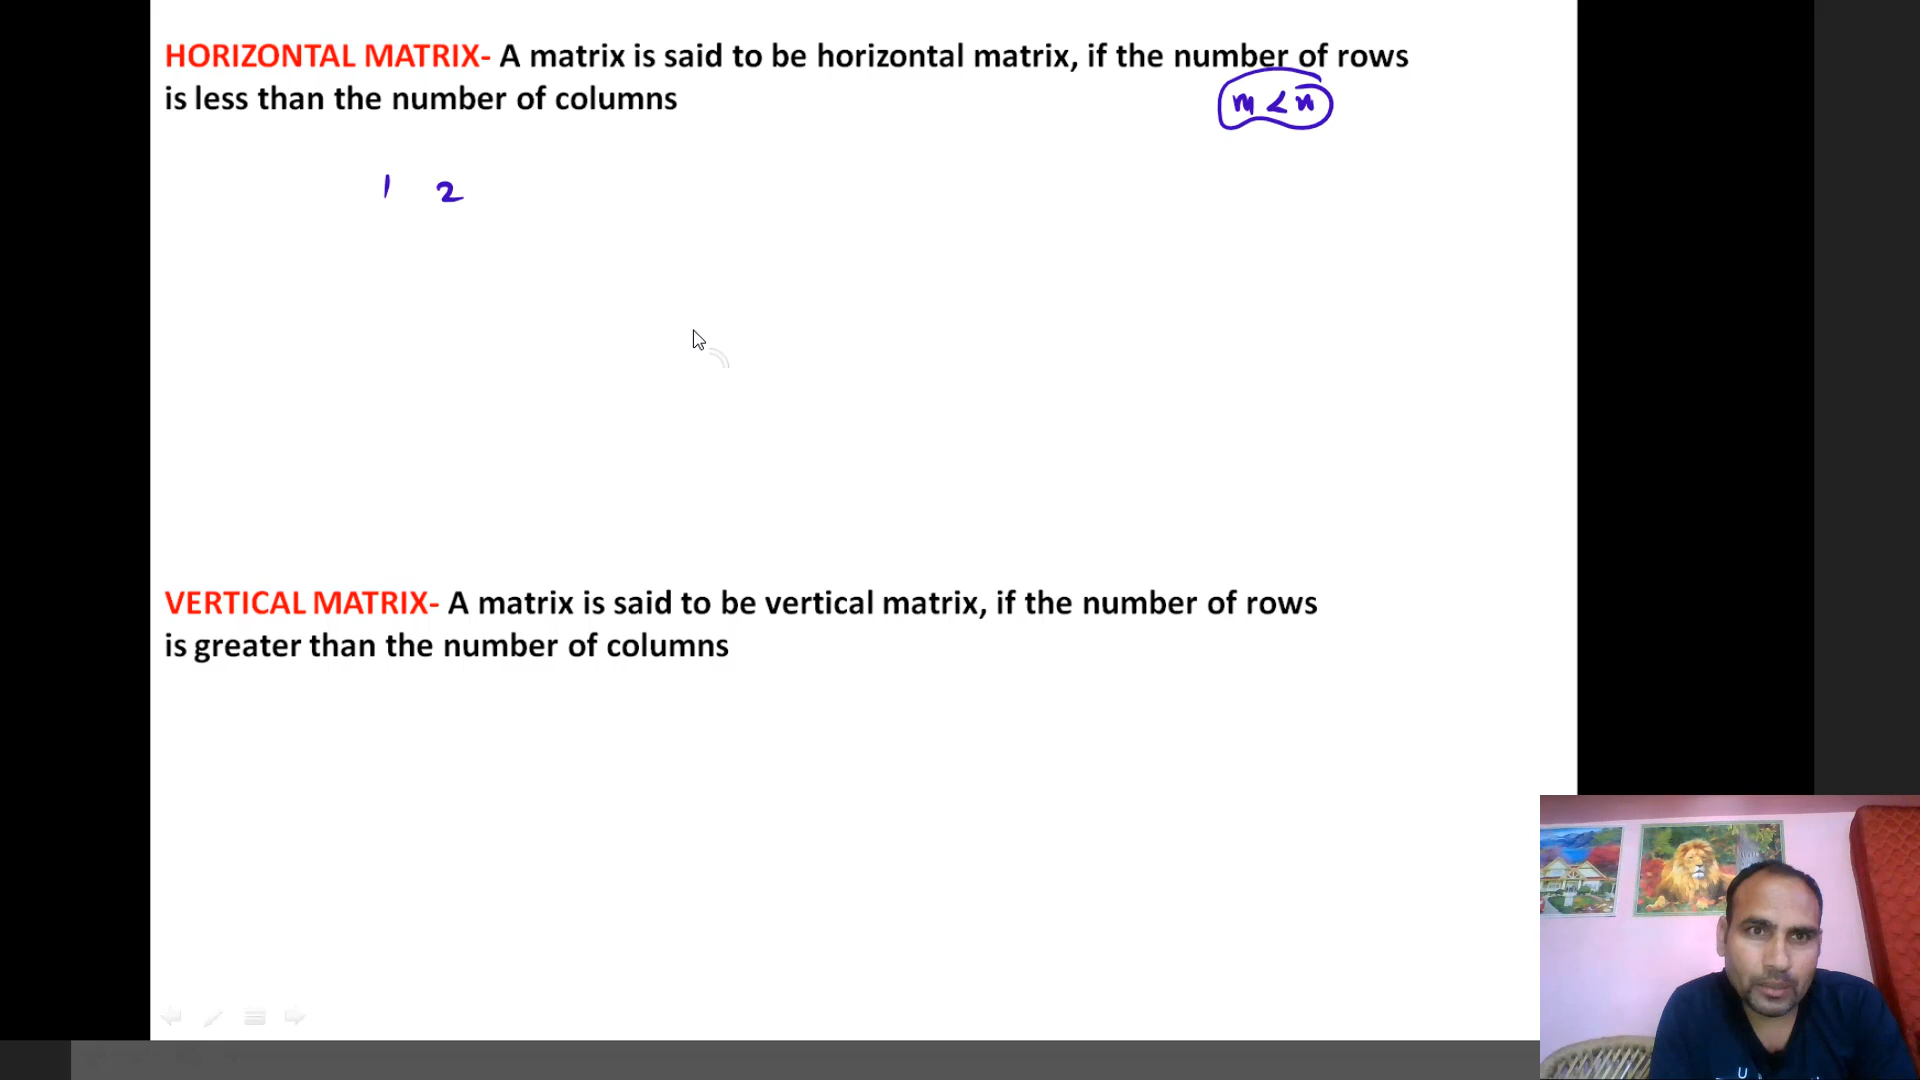 HORIZONTAL MATRIX- A matrix is said to be horizontal matrix, if the number of rows
is less than the number of columns
m < n
1 2
VERTICAL MATRIX- A matrix is said to be vertical matrix, if the number of rows
is greater than the number of columns